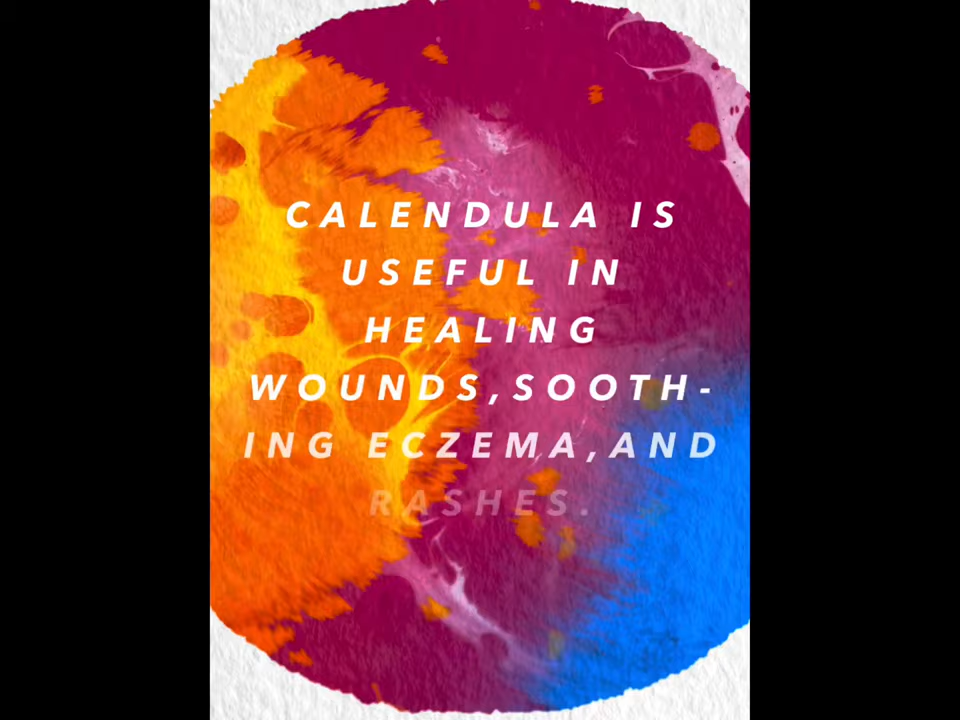 CALENDULA IS
USEFUL IN
HEALING
WOUNDS,SOOTH-
ING ECZEMA,AND
RASHES.